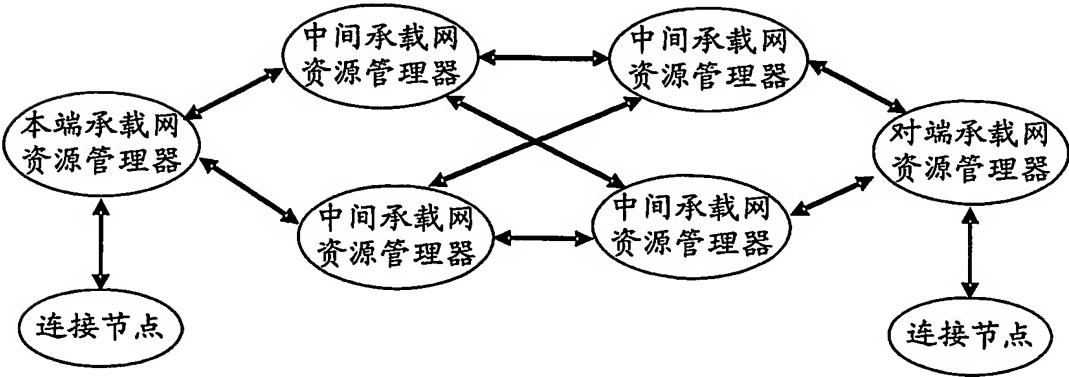 中间承载网
资源管理器
中间承载网
资源管理器
本端承载网
资源管理器
对端承载网
资源管理器
中间承载网
资源管理器
中间承载网
资源管理器
连接节点
连接节点